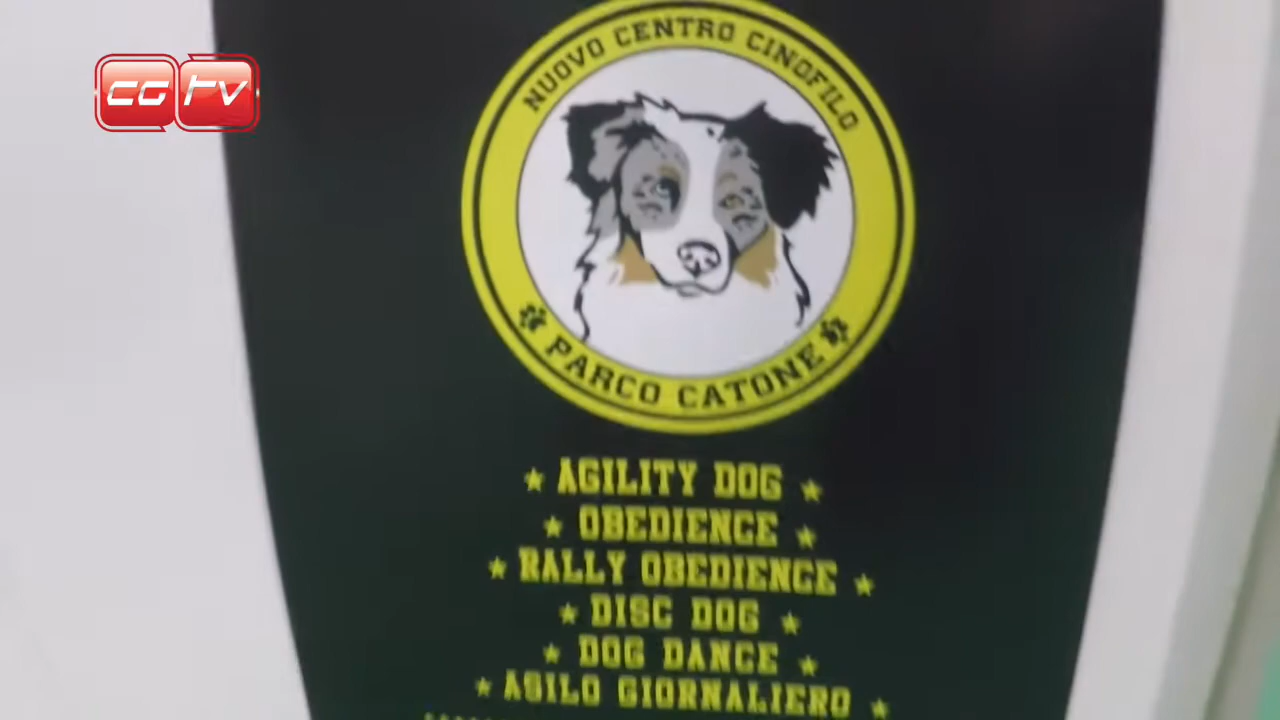 CG TV
NUOVO CENTRO CINOFILO
PARCO CATONE
AGILITY DOG
OBEDIENCE
RALLY OBEDIENCE
DISC DOG
DOG DANCE
ASILO GIORNALIERO